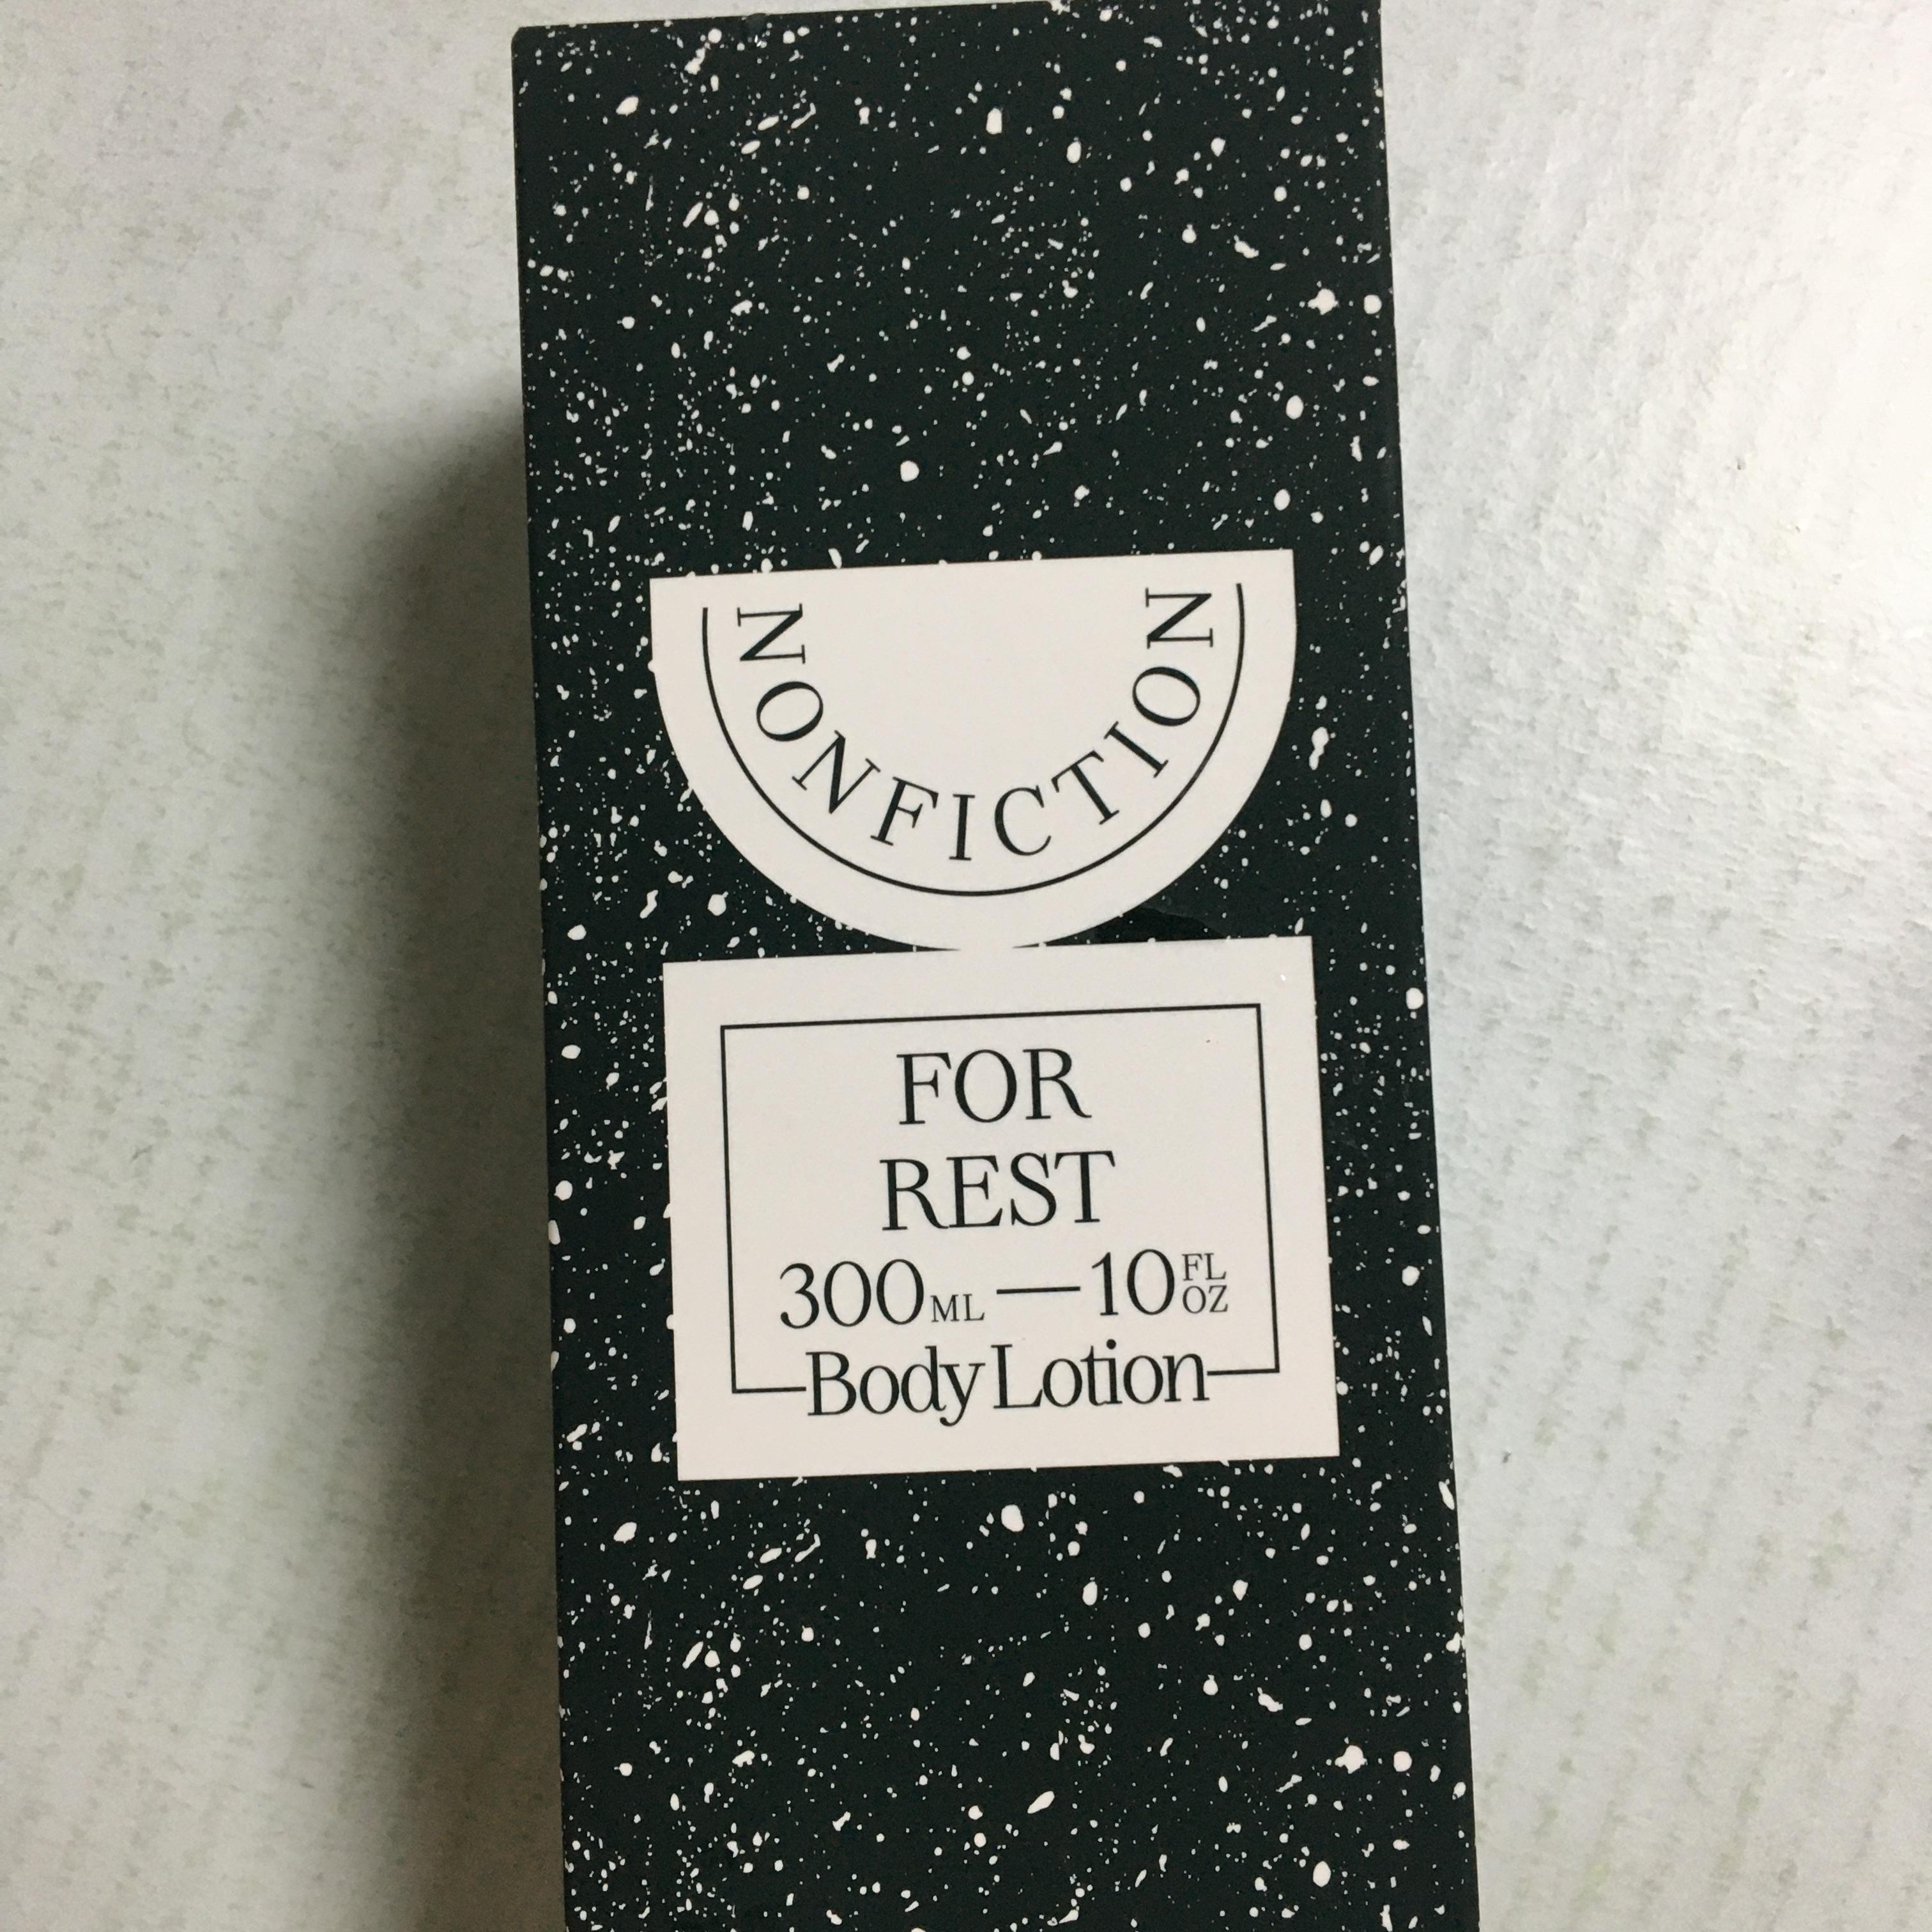 NONFICTION
FOR
REST
300ML—10FL OZ
Body Lotion